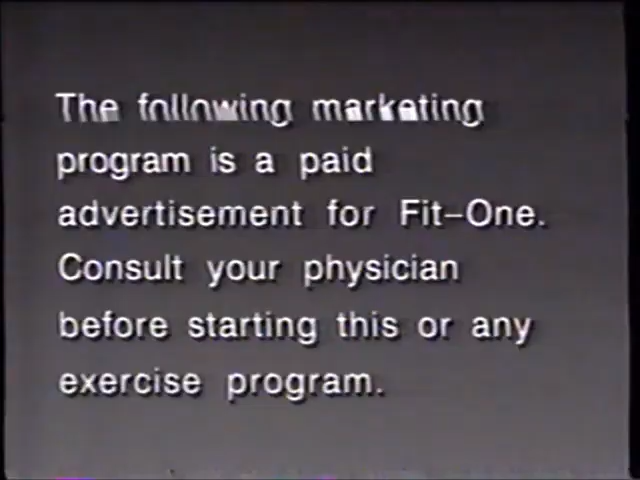 The following marketing
program is a paid
advertisement for Fit-One.
Consult your physician
before starting this or any
exercise program.